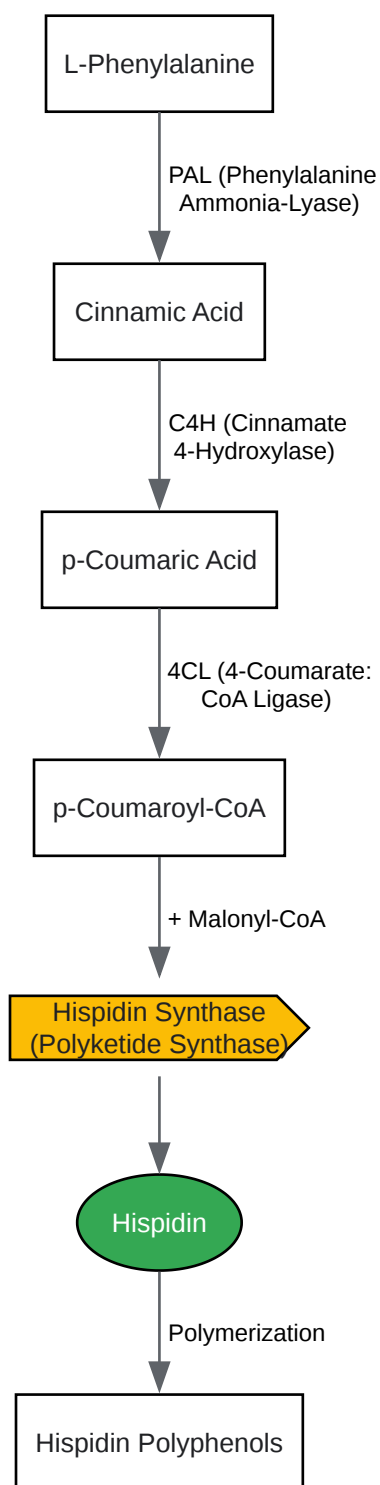 L-Phenylalanine
PAL (Phenylalanine
Ammonia-Lyase)
Cinnamic Acid
C4H (Cinnamate
4-Hydroxylase)
p-Coumaric Acid
4CL (4-Coumarate:
CoA Ligase)
p-Coumaroyl-CoA
+ Malonyl-CoA
Hispidin Synthase
(Polyketide Synthase)
Hispidin
Polymerization
Hispidin Polyphenols